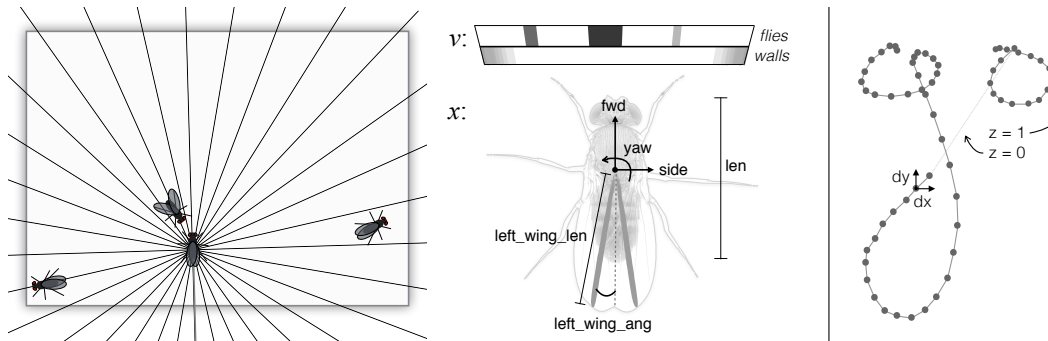 v:
flies
walls
x:
fwd
yaw
side
len
left_wing_len
left_wing_ang
z = 1
z = 0
dy
dx